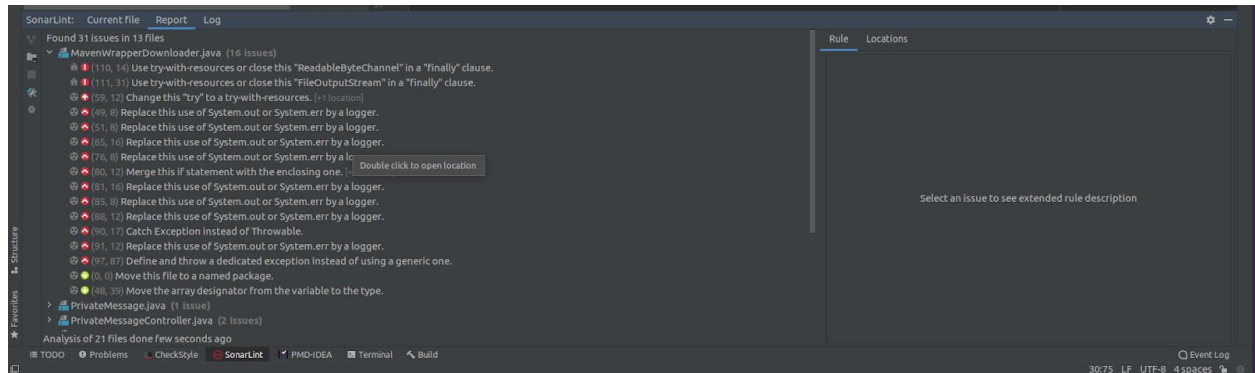 SonarLint: Current file Report Log
Found 31 issues in 13 files
Rule Locations
MavenWrapperDownloader.java (16 issues)
(110, 14) Use try-with-resources or close this "ReadableByteChannel" in a "finally" clause.
(111, 31) Use try-with-resources or close this "FileOutputStream" in a "finally" clause.
(59, 12) Change this "try" to a try-with-resources. [+1 location]
(49, 8) Replace this use of System.out or System.err by a logger.
(51, 8) Replace this use of System.out or System.err by a logger.
(65, 16) Replace this use of System.out or System.err by a logger.
(76, 8) Replace this use of System.out or System.err by a
Double click to open location
(80, 12) Merge this if statement with the enclosing one.
(81, 16) Replace this use of System.out or System.err by a logger.
(85, 8) Replace this use of System.out or System.err by a logger.
(88, 12) Replace this use of System.out or System.err by a logger.
(90, 17) Catch Exception instead of Throwable.
(91, 12) Replace this use of System.out or System.err by a logger.
(97, 87) Define and throw a dedicated exception instead of using a generic one.
(0, 0) Move this file to a named package.
(48, 39) Move the array designator from the variable to the type.
PrivateMessage.java (1 issue)
PrivateMessageController.java (2 issues)
Analysis of 21 files done few seconds ago
Select an issue to see extended rule description
Structure
Favorites
TODO Problems CheckStyle SonarLint PMD-IDEA Terminal Build Event Log
30:75 LF UTF-8 4 spaces